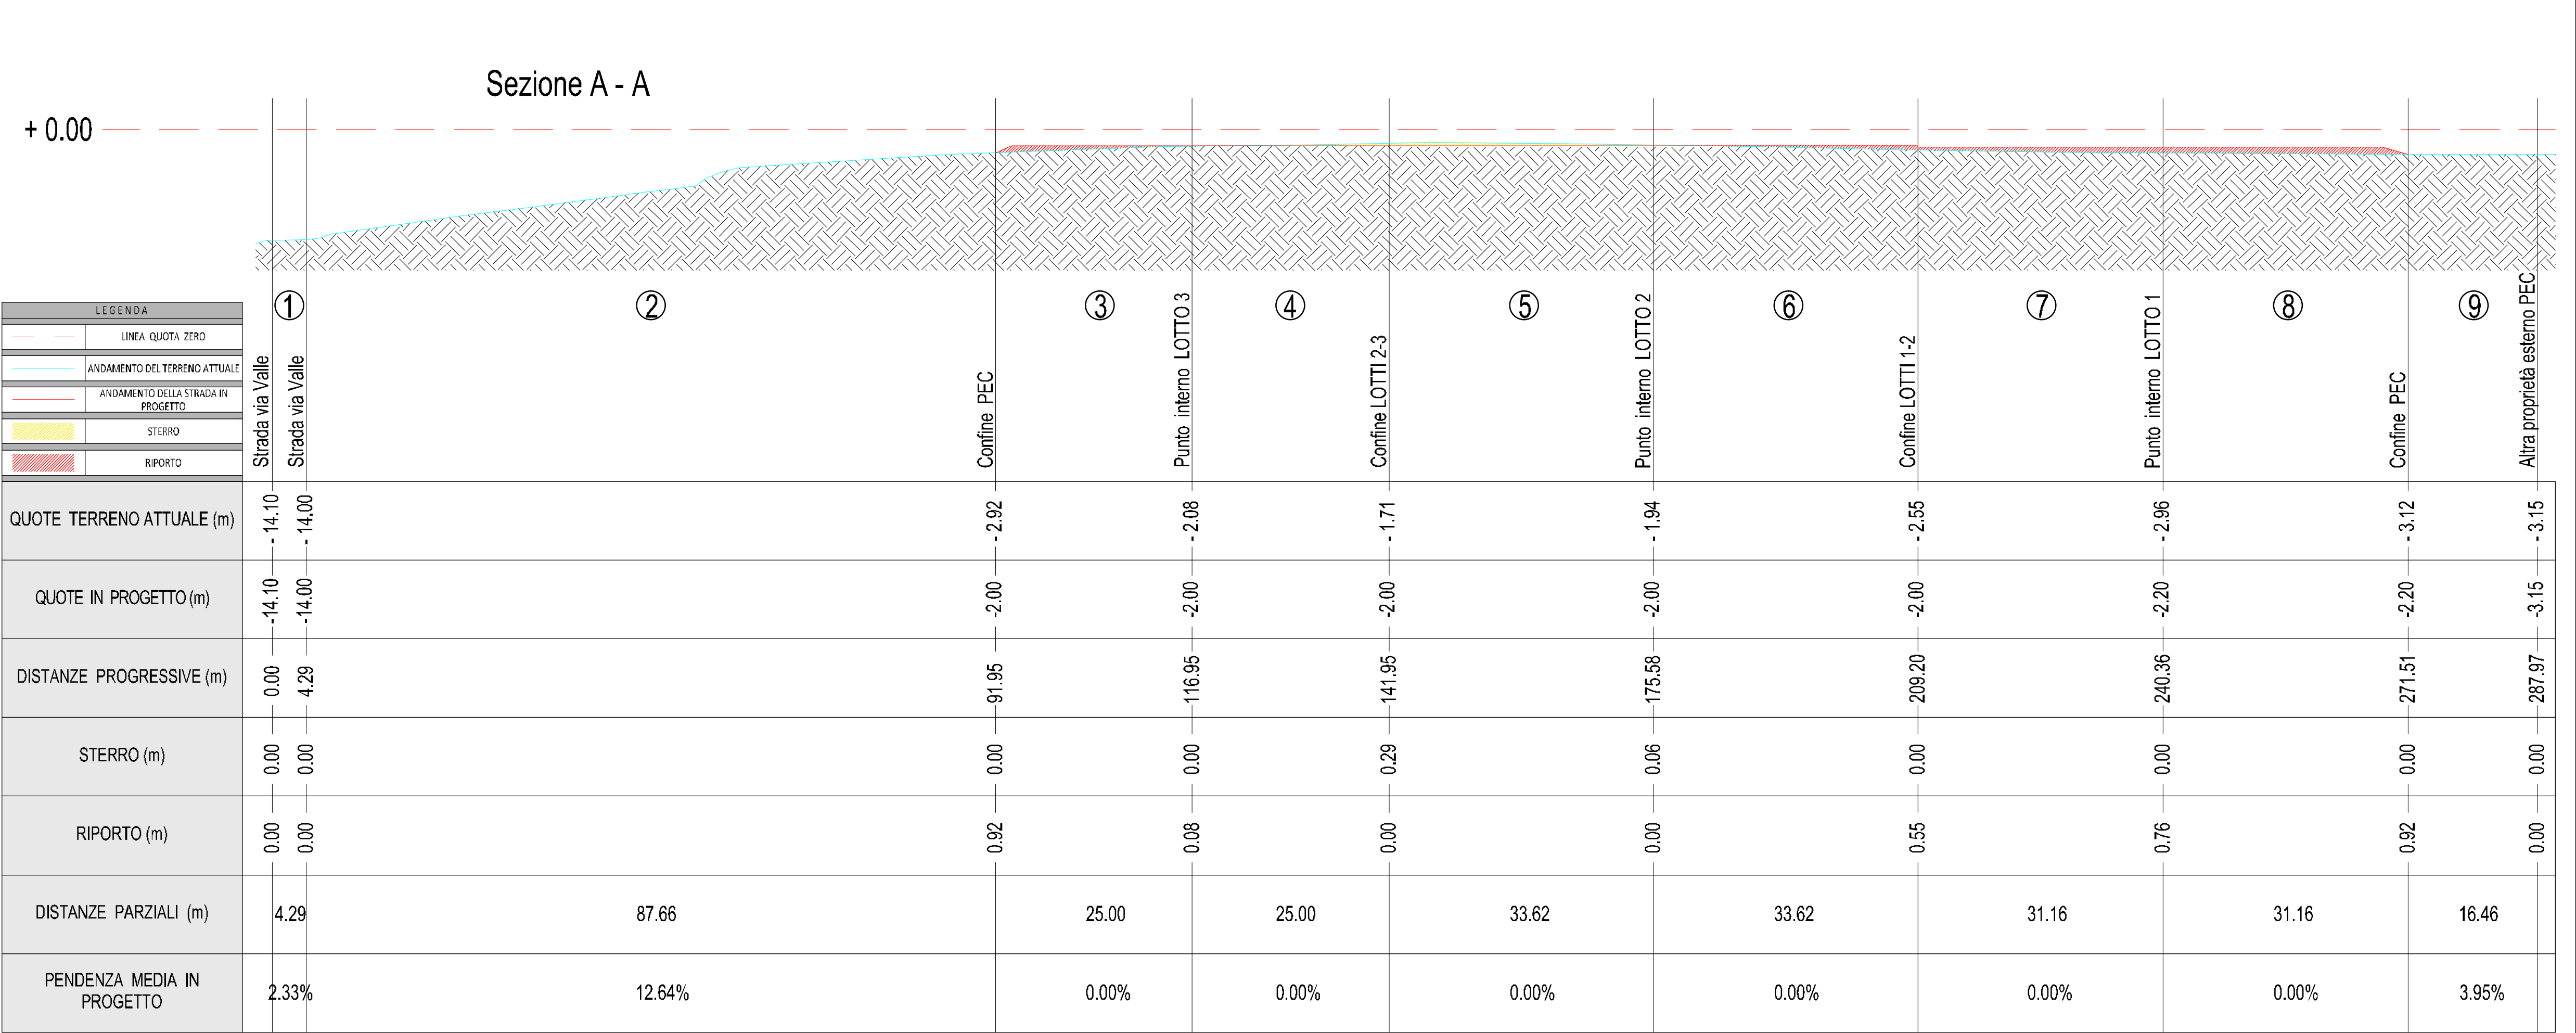 Sezione A - A
+ 0.00
1 2 3 4 5 6 7 8 9
LEGENDA
LINEA QUOTA ZERO
ANDAMENTO DEL TERRENO ATTUALE
ANDAMENTO DELLA STRADA IN
PROGETTO
STERRO
RIPORTO
Strada via Valle
Strada via Valle
Confine PEC
Punto interno LOTTO 3
Confine LOTTI 2-3
Punto interno LOTTO 2
Confine LOTTI 1-2
Punto interno LOTTO 1
Confine PEC
Altra proprietà esterno PEC
QUOTE TERRENO ATTUALE (m) - 14.10 - 14.00 - 2.92 - 2.08 - 1.71 - 1.94 - 2.55 - 2.96 - 3.12 - 3.15
QUOTE IN PROGETTO (m) -14.10 -14.00 -2.00 -2.00 -2.00 -2.00 -2.00 -2.20 -2.20 -3.15
DISTANZE PROGRESSIVE (m) 0.00 4.29 91.95 116.95 141.95 175.58 209.20 240.36 271.51 287.97
STERRO (m) 0.00 0.00 0.00 0.00 0.29 0.06 0.00 0.00 0.00 0.00
RIPORTO (m) 0.00 0.00 0.92 0.08 0.00 0.00 0.55 0.76 0.92 0.00
DISTANZE PARZIALI (m) 4.29 87.66 25.00 25.00 33.62 33.62 31.16 31.16 16.46
PENDENZA MEDIA IN
PROGETTO 2.33% 12.64% 0.00% 0.00% 0.00% 0.00% 0.00% 0.00% 3.95%